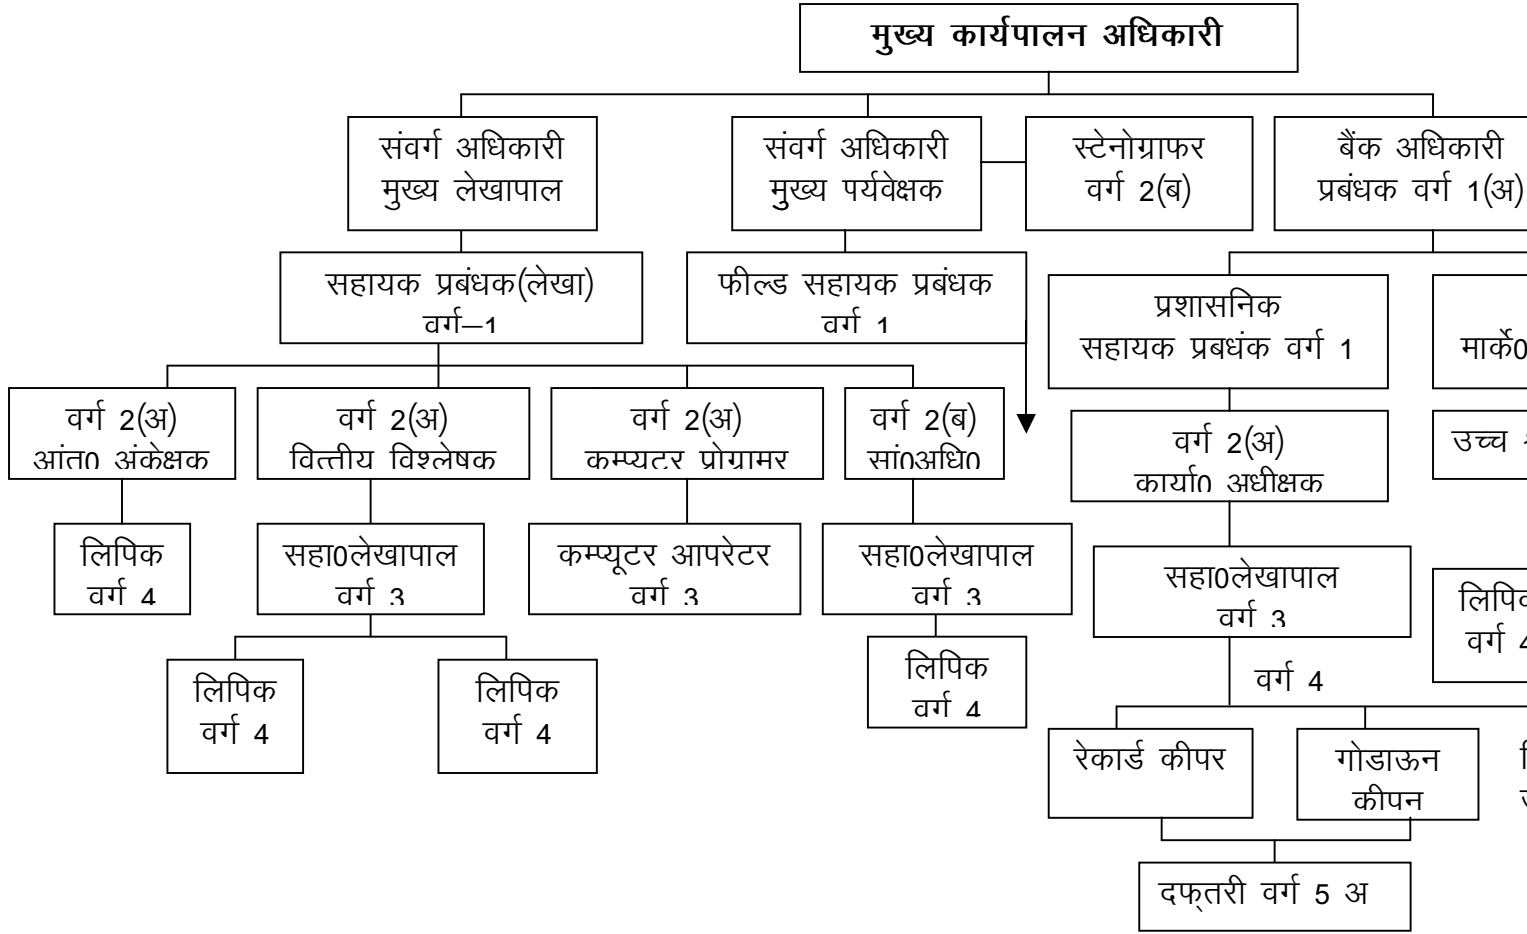 मुख्य कार्यपालन अधिकारी
संवर्ग अधिकारी
मुख्य लेखापाल
संवर्ग अधिकारी
मुख्य पर्यवेक्षक
स्टेनोग्राफर
वर्ग 2(ब)
बैंक अधिकारी
प्रबंधक वर्ग 1(अ)
सहायक प्रबंधक(लेखा)
वर्ग–1
फील्ड सहायक प्रबंधक
वर्ग 1
प्रशासनिक
सहायक प्रबधंक वर्ग 1
मार्के0
वर्ग 2(अ)
आंत0 अंकेक्षक
वर्ग 2(अ)
वित्तीय विश्लेषक
वर्ग 2(अ)
कम्प्यटर प्रोग्रामर
वर्ग 2(ब)
सां0अधि0
वर्ग 2(अ)
कार्या0 अधीक्षक
उच्च
लिपिक
वर्ग 4
सहा0लेखापाल
वर्ग 3
कम्प्यूटर आपरेटर
वर्ग 3
सहा0लेखापाल
वर्ग 3
सहा0लेखापाल
वर्ग 3
वर्ग 4
लिपिक
वर्ग 4
लिपिक
वर्ग 4
लिपिक
वर्ग 4
वर्ग 4
रेकार्ड कीपर
गोडाऊन
कीपन
दफ्तरी वर्ग 5 अ